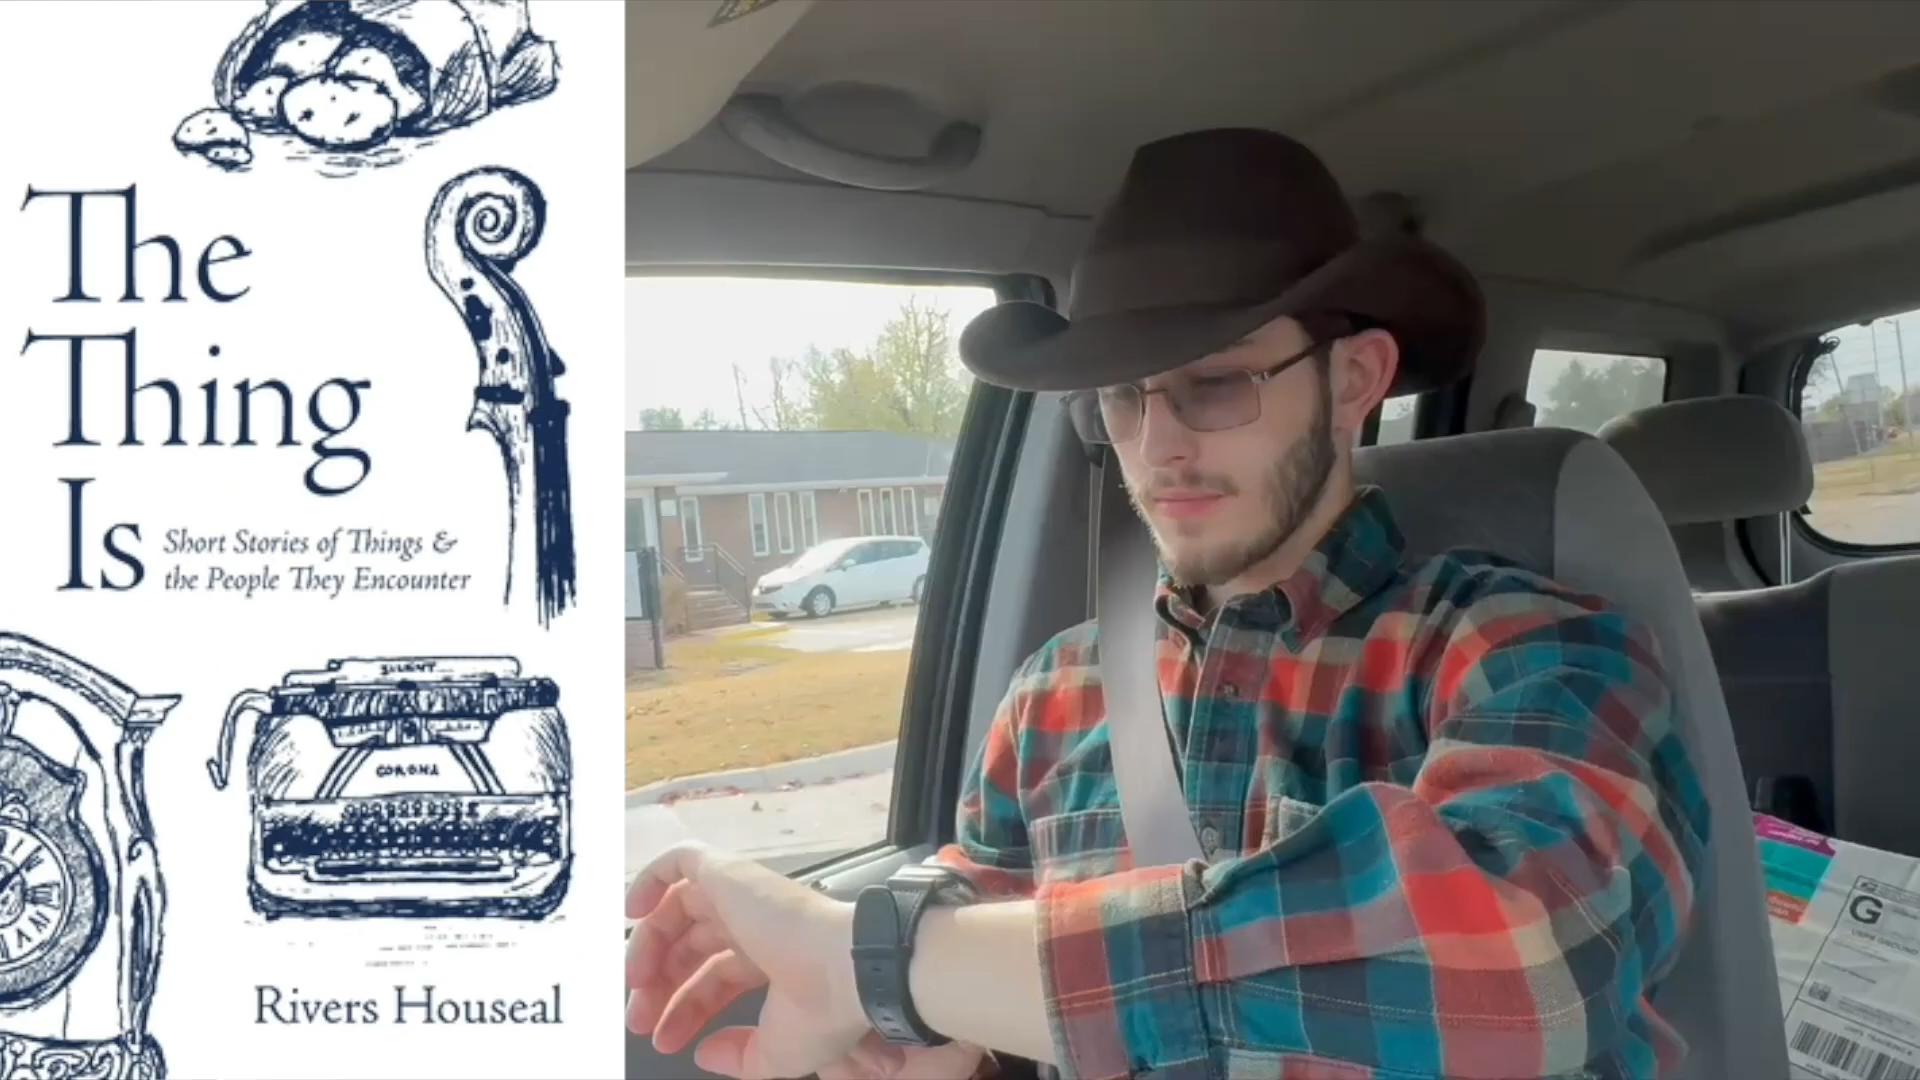 The
Thing
Is
Short Stories of Things &
the People They Encounter
SILENT
CORONA
Rivers Houseal
G